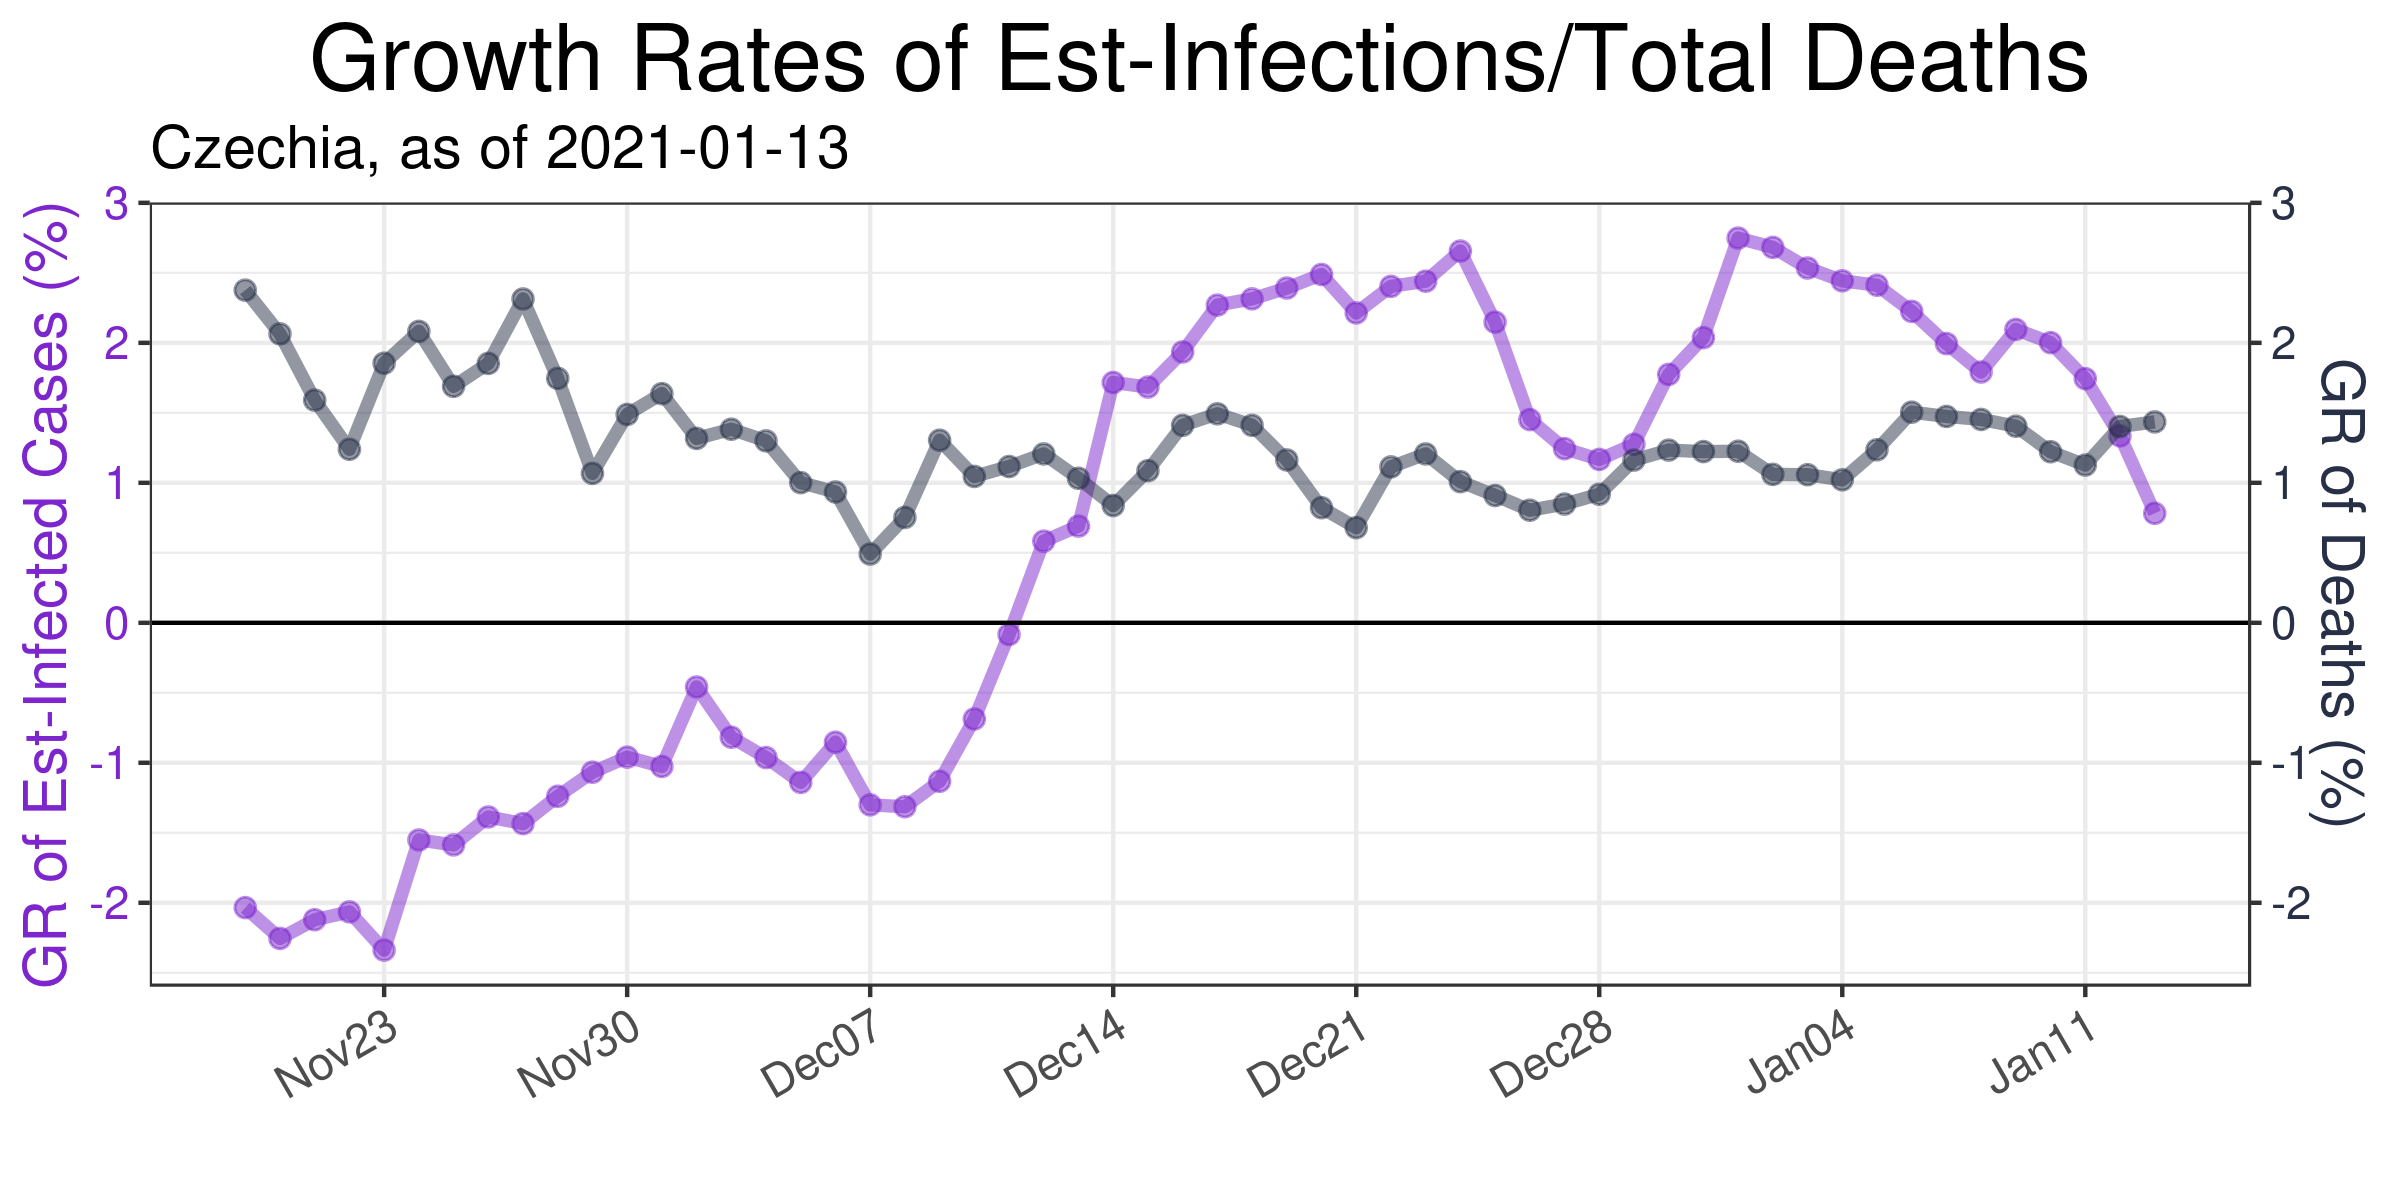 Growth Rates of Est-Infections/Total Deaths
Czechia, as of 2021-01-13
GR of Est-Infected Cases (%)
3
2
1
0
-1
-2
3
2
1
0
-1
-2
GR of Deaths (%)
Nov23
Nov30
Dec07
Dec14
Dec21
Dec28
Jan04
Jan11